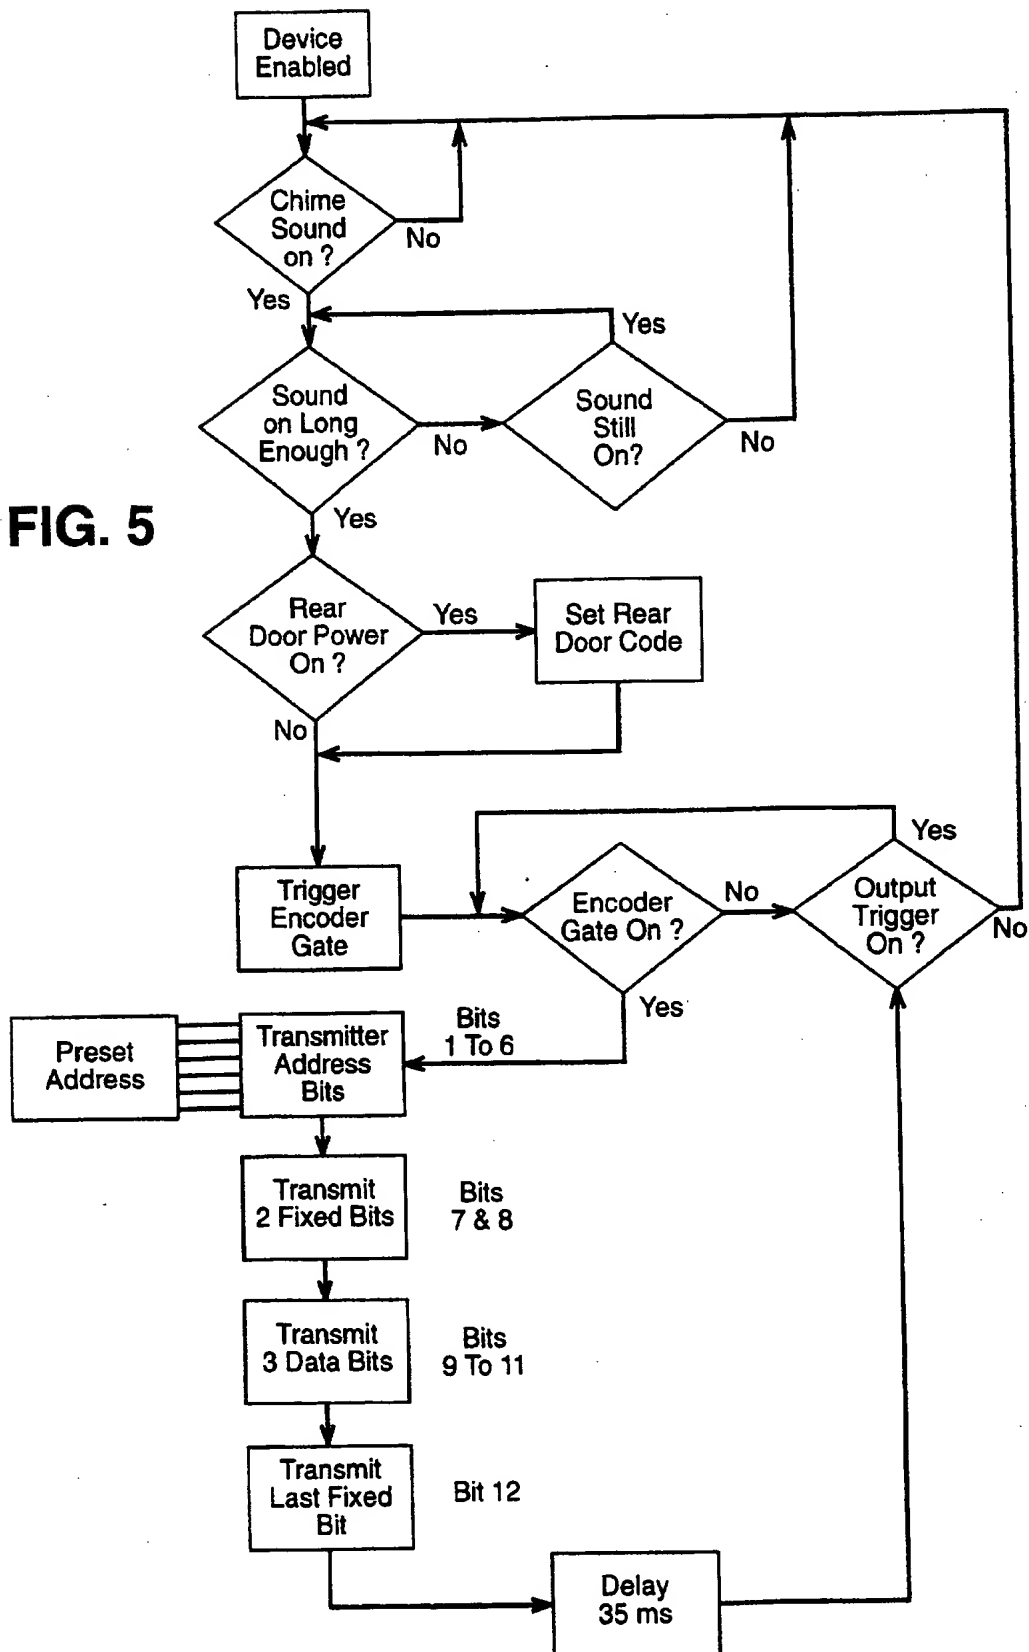 Device
Enabled
Chime
Sound
on ?
No
Yes
Yes
Sound
on Long
Enough ?
No
Sound
Still
On?
No
Yes
FIG. 5
Rear
Door Power
On ?
Yes
Set Rear
Door Code
No
Trigger
Encoder
Gate
Encoder
Gate On ?
No
Output
Trigger
On ?
Yes
No
Yes
Preset
Address
Transmitter
Address
Bits
Bits
1 To 6
Transmit
2 Fixed Bits
Bits
7 & 8
Transmit
3 Data Bits
Bits
9 To 11
Transmit
Last Fixed
Bit
Bit 12
Delay
35 ms